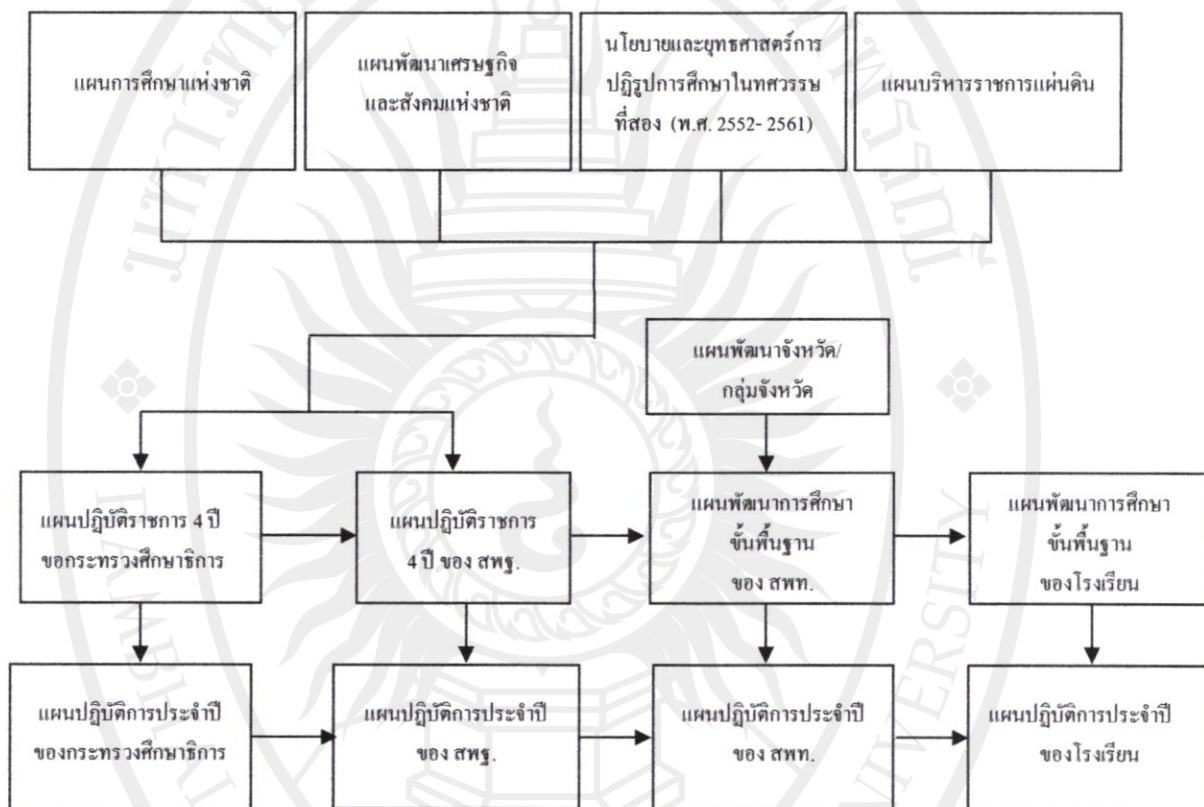 แผนการศึกษาแห่งชาติ
แผนพัฒนาเศรษฐกิจ
และสังคมแห่งชาติ
นโยบายและยุทธศาสตร์การ
ปฏิรูปการศึกษาในทศวรรษ
ที่สอง (พ.ศ. 2552- 2561)
แผนบริหารราชการแผ่นดิน
แผนพัฒนาจังหวัด/
กลุ่มจังหวัด
แผนปฏิบัติราชการ 4 ปี
ขอกระทรวงศึกษาธิการ
แผนปฏิบัติราชการ
4 ปี ของ สพฐ.
แผนพัฒนาการศึกษา
ขั้นพื้นฐาน
ของ สพท.
แผนพัฒนาการศึกษา
ขั้นพื้นฐาน
ของโรงเรียน
แผนปฏิบัติการประจำปี
ของกระทรวงศึกษาธิการ
แผนปฏิบัติการประจำปี
ของ สพฐ.
แผนปฏิบัติการประจำปี
ของ สพท.
แผนปฏิบัติการประจำปี
ของโรงเรียน